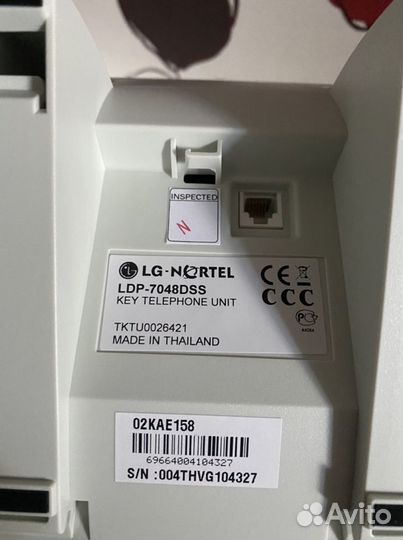 INSPECTED
N
LG-NORTEL
LDP-7048DSS
KEY TELEPHONE UNIT
TKTU0026421
MADE IN THAILAND
CE
CCC
02KAE158
69664004104327
S/N :004THVG104327
Avito